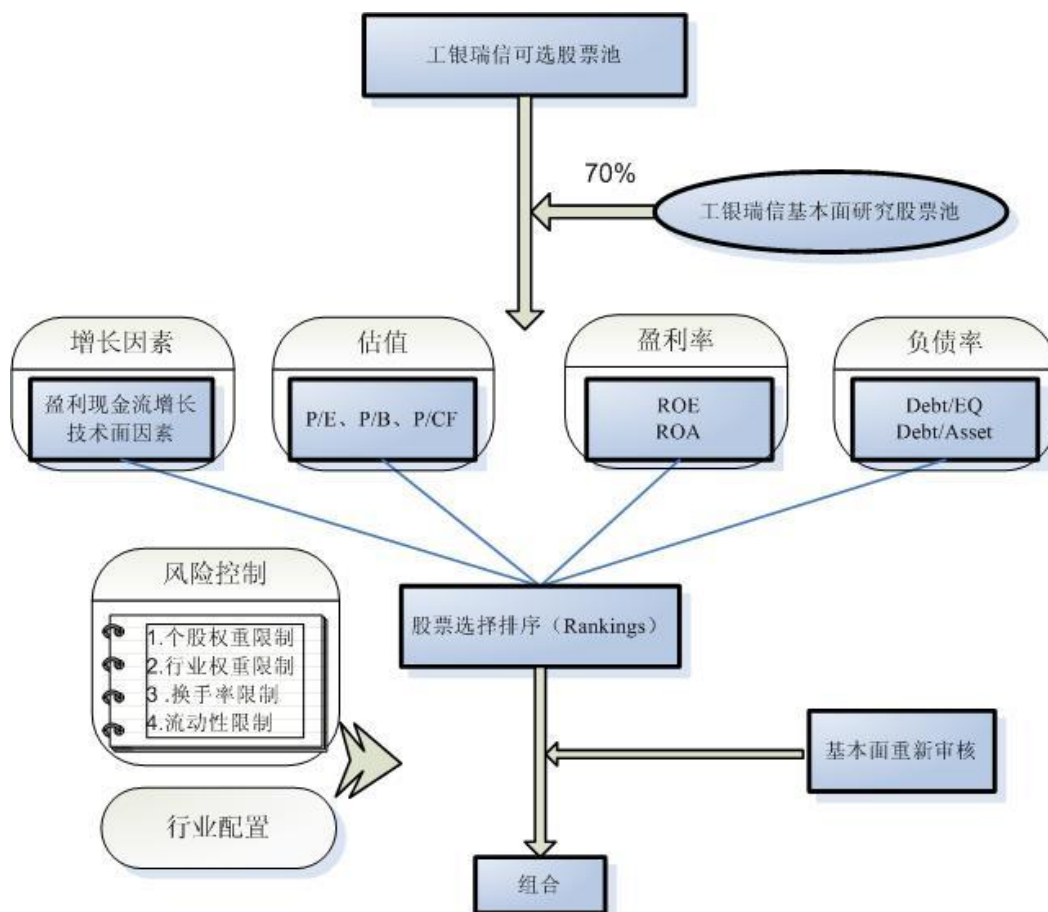 工银瑞信可选股票池
70%
工银瑞信基本面研究股票池
增长因素
盈利现金流增长
技术面因素
估值
P/E、P/B、P/CF
盈利率
ROE
ROA
负债率
Debt/EQ
Debt/Asset
风险控制
1.个股权重限制
2.行业权重限制
3 .换手率限制
4.流动性限制
行业配置
股票选择排序（Rankings）
基本面重新审核
组合